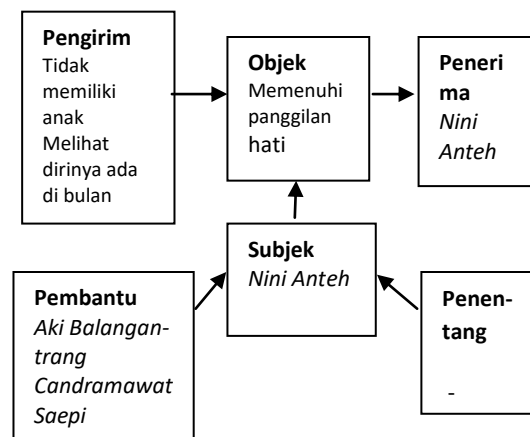 Pengirim
Tidak
memiliki
anak
Melihat
dirinya ada
di bulan
Objek
Memenuhi
panggilan
hati
Peneri
ma
Nini
Anteh
Subjek
Nini Anteh
Pembantu
Aki Balangan-
trang
Candramawat
Saepi
Penen-
tang
-